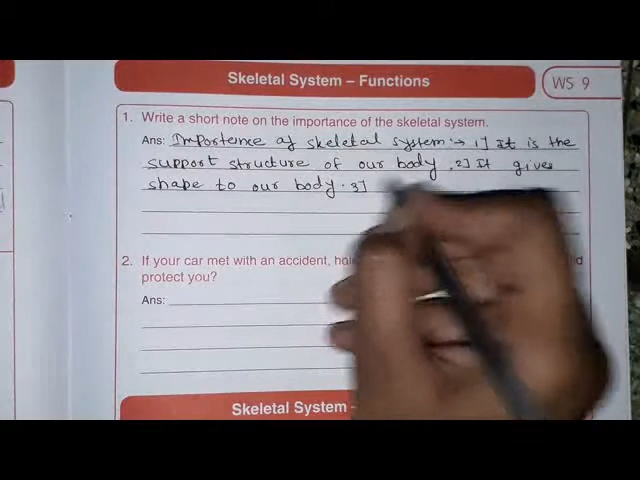 Skeletal System – Functions
WS 9
1. Write a short note on the importance of the skeletal system.
Ans: Importence of skeletal system → 1] It is the
support structure of our body. 2] It gives
shape to our body. 3]
2. If your car met with an accident,
protect you?
Ans:
Skeletal System –